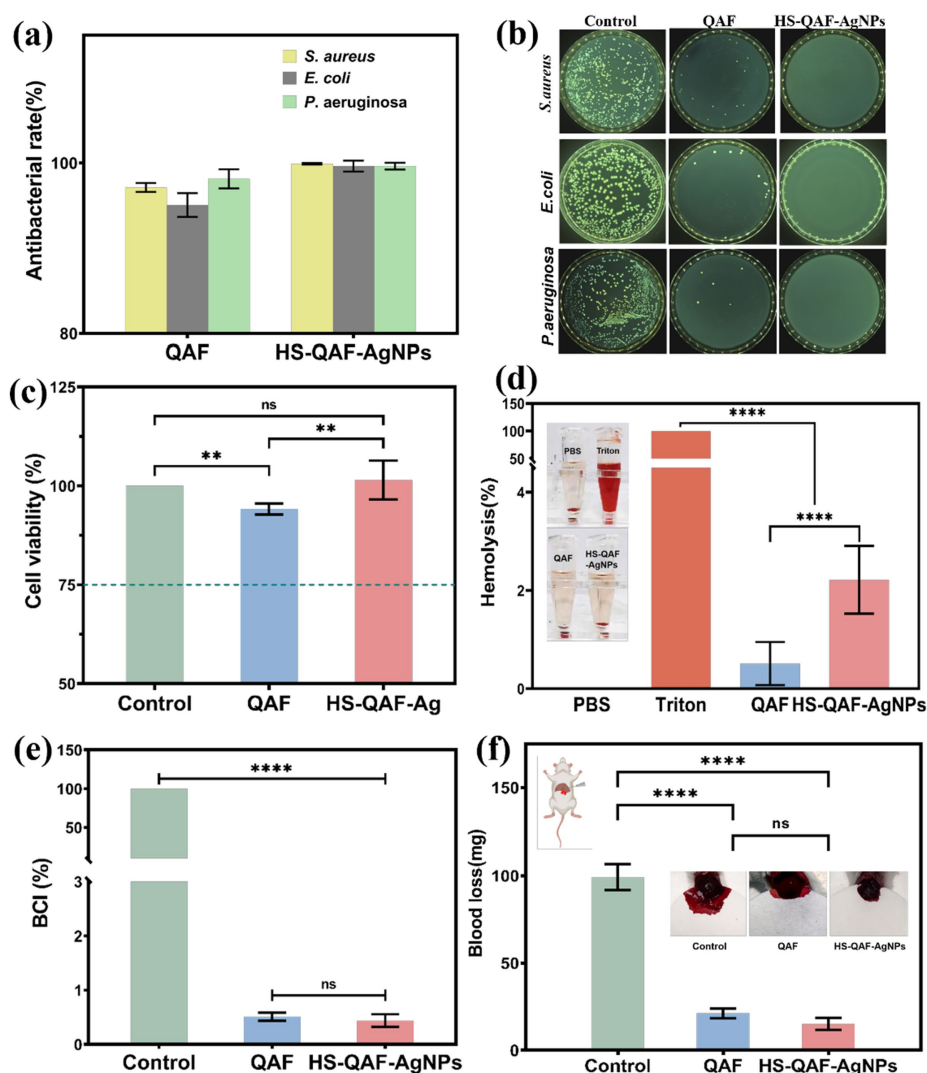 (a)
Antibacterial rate(%)
100
80
S. aureus
E. coli
P. aeruginosa
QAF
HS-QAF-AgNPs
(b)
Control
QAF
HS-QAF-AgNPs
S.aureus
E.coli
P.aeruginosa
(c)
Cell viability (%)
125
100
75
50
ns
**
**
Control
QAF
HS-QAF-Ag
(d)
Hemolysis(%)
150
100
50
4
2
0
PBS
Triton
QAF
HS-QAF
-AgNPs
****
****
PBS
Triton
QAF
HS-QAF-AgNPs
(e)
BCI (%)
150
100
50
3
2
1
0
****
ns
Control
QAF
HS-QAF-AgNPs
(f)
Blood loss(mg)
150
100
50
0
****
****
ns
Control
QAF
HS-QAF-AgNPs
Control
QAF
HS-QAF-AgNPs